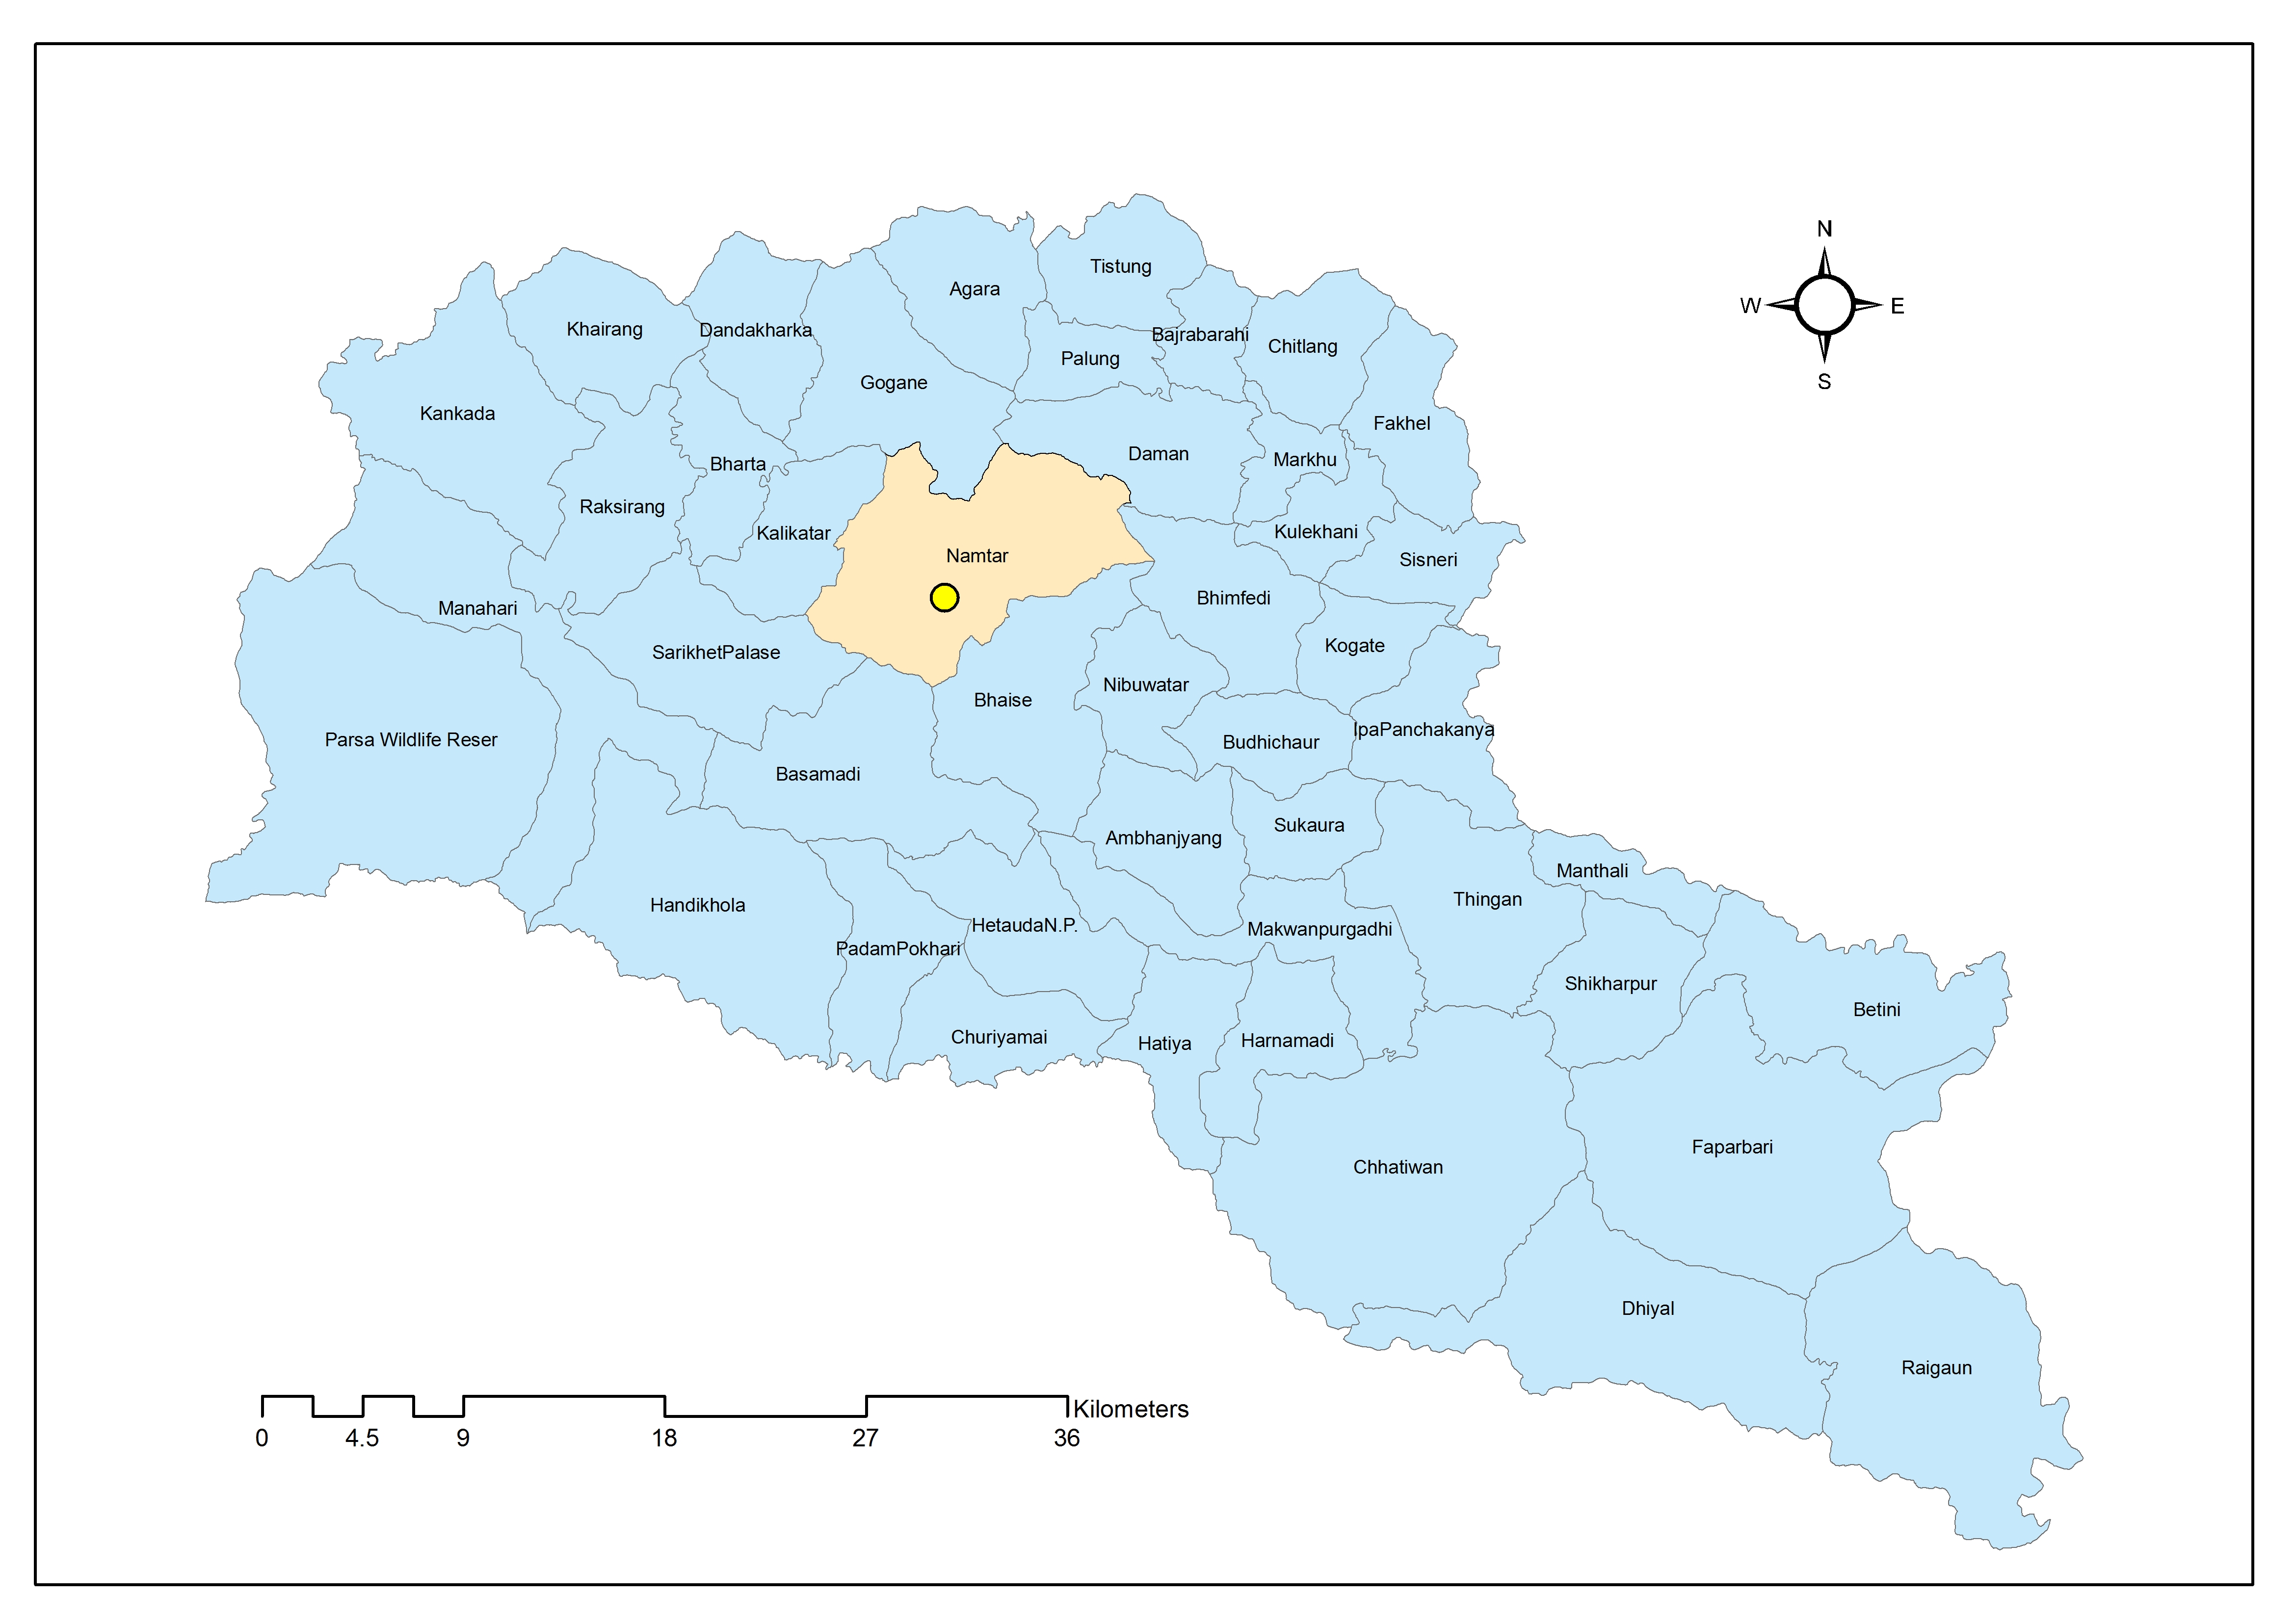 N
W
E
S
Tistung
Agara
Khairang
Dandakharka
Bajrabarahi
Chitlang
Palung
Gogane
Kankada
Fakhel
Daman
Markhu
Bharta
Raksirang
Kalikatar
Kulekhani
Namtar
Sisneri
Bhimfedi
Manahari
Kogate
SarikhetPalase
Nibuwatar
Bhaise
IpaPanchakanya
Parsa Wildlife Reser
Budhichaur
Basamadi
Sukaura
Ambhanjyang
Manthali
Thingan
Handikhola
HetaudaN.P.
Makwanpurgadhi
PadamPokhari
Shikharpur
Betini
Churiyamai
Harnamadi
Hatiya
Faparbari
Chhatiwan
Dhiyal
Raigaun
Kilometers
0 4.5 9 18 27 36